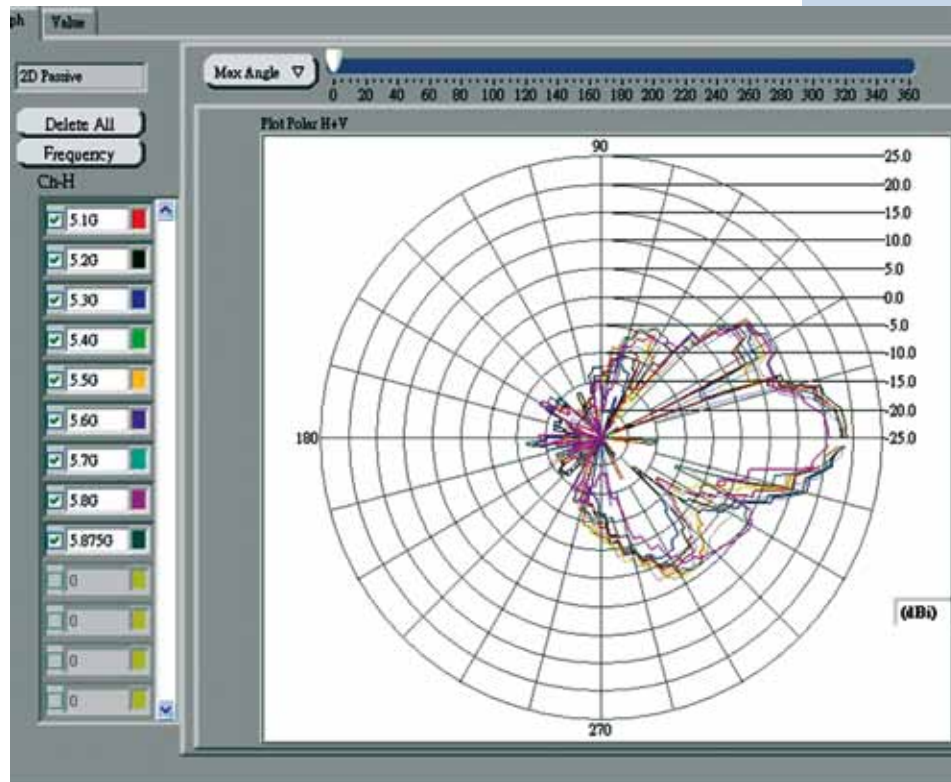 ph Value
2D Passive
Delete All
Frequency
Ch-H
5.1G
5.2G
5.3G
5.4G
5.5G
5.6G
5.7G
5.8G
5.875G
0
0
0
0
Max Angle
0 20 40 60 80 100 120 140 160 180 200 220 240 260 280 300 320 340 360
Plot Polar H+V
90
25.0
20.0
15.0
10.0
5.0
0.0
-5.0
-10.0
-15.0
-20.0
-25.0
180
270
(dBi)